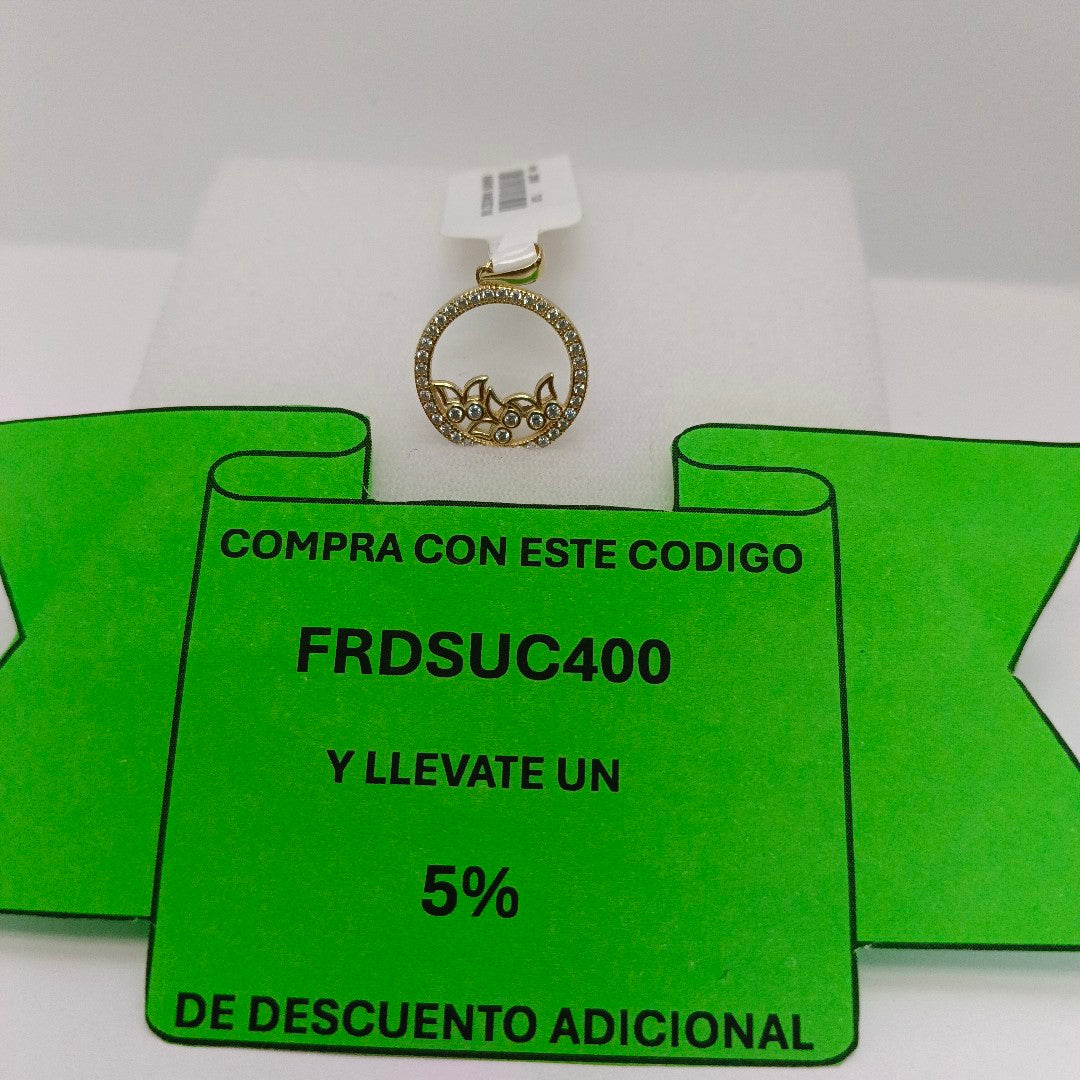 COMPRA CON ESTE CODIGO
FRDSUC400
Y LLEVATE UN
5%
DE DESCUENTO ADICIONAL